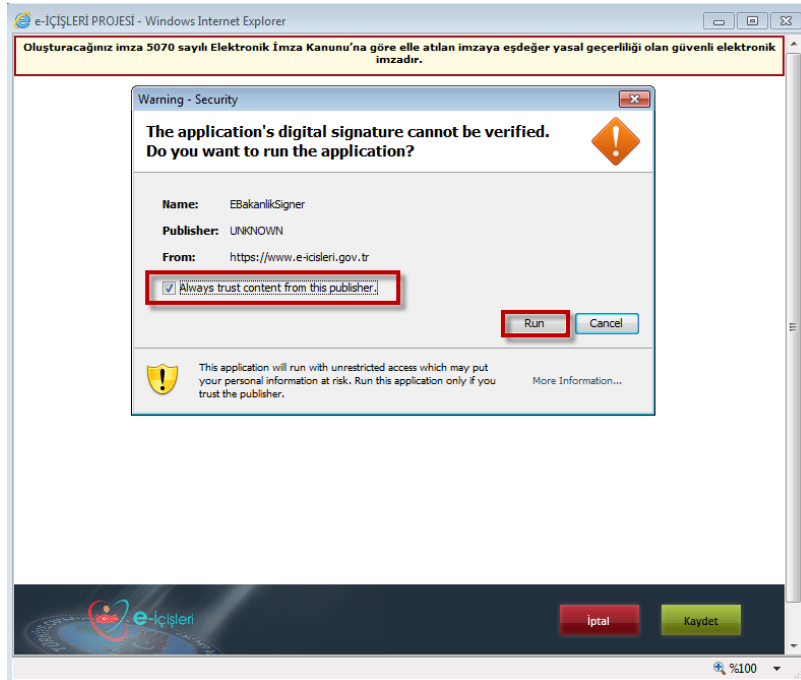 e-İÇİŞLERİ PROJESİ - Windows Internet Explorer
Oluşturacağınız imza 5070 sayılı Elektronik İmza Kanunu'na göre elle atılan imzaya eşdeğer yasal geçerliliği olan güvenli elektronik
imzadır.
Warning - Security
The application's digital signature cannot be verified.
Do you want to run the application?
Name: EBakanlikSigner
Publisher: UNKNOWN
From: https://www.e-icisleri.gov.tr
Always trust content from this publisher.
Run Cancel
This application will run with unrestricted access which may put
your personal information at risk. Run this application only if you
trust the publisher.
More Information...
e-İçişleri
İptal Kaydet
%100